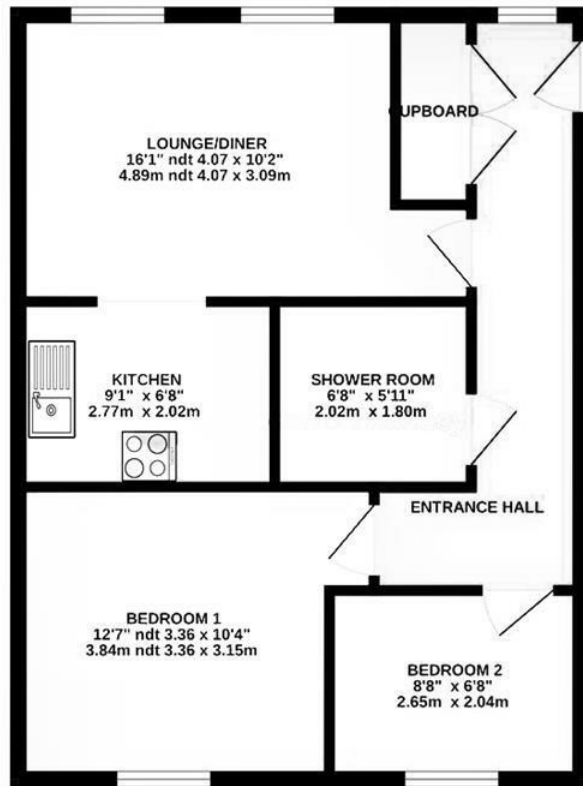 LOUNGE/DINER
16'1" ndt 4.07 x 10'2"
4.89m ndt 4.07 x 3.09m
CUPBOARD
KITCHEN
9'1" x 6'8"
2.77m x 2.02m
SHOWER ROOM
6'8" x 5'11"
2.02m x 1.80m
ENTRANCE HALL
BEDROOM 1
12'7" ndt 3.36 x 10'4"
3.84m ndt 3.36 x 3.15m
BEDROOM 2
8'8" x 6'8"
2.65m x 2.04m